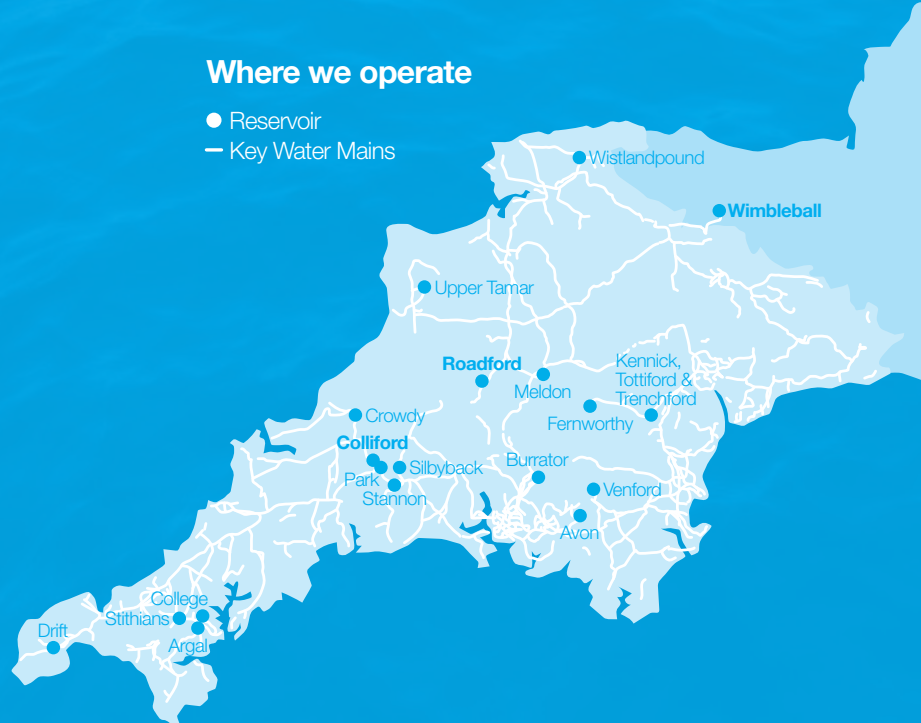 Where we operate
Reservoir
Key Water Mains
Wistlandpound
Wimbleball
Upper Tamar
Roadford
Meldon
Kennick,
Tottiford &
Trenchford
Fernworthy
Crowdy
Colliford
Park
Silbyback
Stannon
Burrator
Venford
Avon
College
Stithians
Argal
Drift